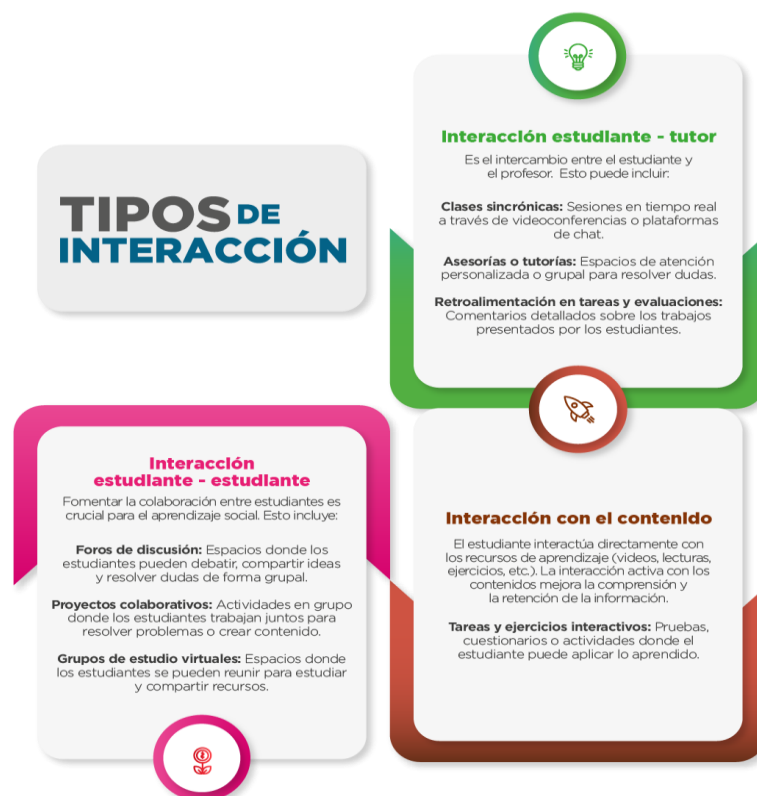 TIPOS DE
INTERACCIÓN
Interacción estudiante - tutor
Es el intercambio entre el estudiante y
el profesor. Esto puede incluir:
Clases sincrónicas: Sesiones en tiempo real
a través de videoconferencias o plataformas
de chat.
Asesorías o tutorías: Espacios de atención
personalizada o grupal para resolver dudas.
Retroalimentación en tareas y evaluaciones:
Comentarios detallados sobre los trabajos
presentados por los estudiantes.
Interacción
estudiante - estudiante
Fomentar la colaboración entre estudiantes es
crucial para el aprendizaje social. Esto incluye:
Foros de discusión: Espacios donde los
estudiantes pueden debatir, compartir ideas
y resolver dudas de forma grupal.
Proyectos colaborativos: Actividades en grupo
donde los estudiantes trabajan juntos para
resolver problemas o crear contenido.
Grupos de estudio virtuales: Espacios donde
los estudiantes se pueden reunir para estudiar
y compartir recursos.
Interacción con el contenido
El estudiante interactúa directamente con
los recursos de aprendizaje (videos, lecturas,
ejercicios, etc.). La interacción activa con los
contenidos mejora la comprensión y
la retención de la información.
Tareas y ejercicios interactivos: Pruebas,
cuestionarios o actividades donde el
estudiante puede aplicar lo aprendido.